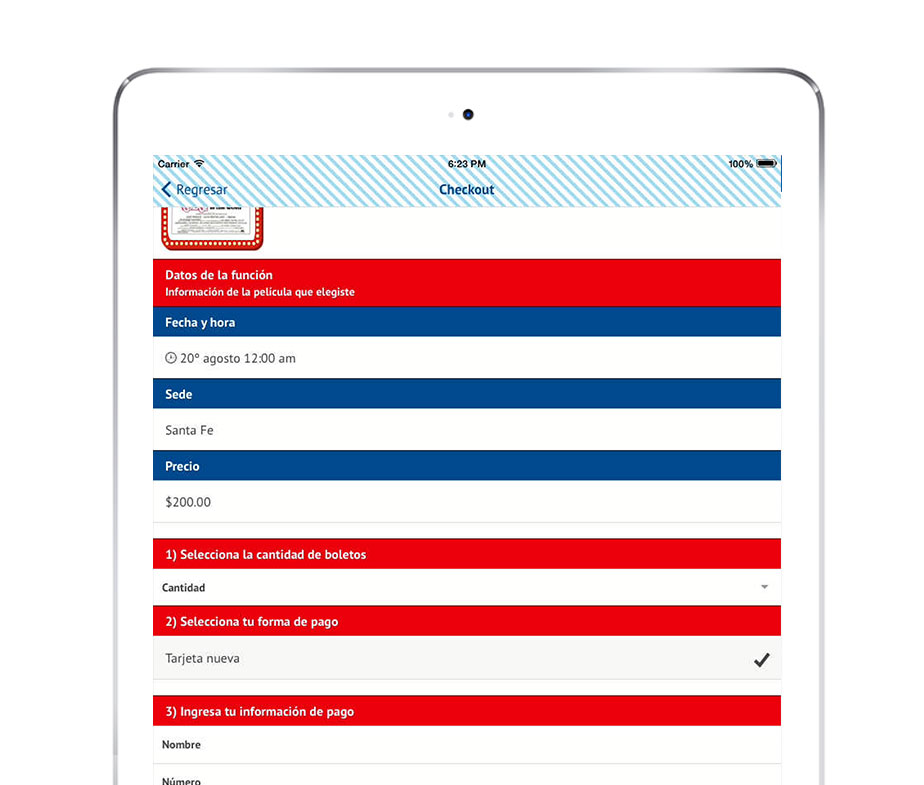 Carrier 6:23 PM 100%
Regresar Checkout
Datos de la función
Información de la película que elegiste
Fecha y hora
20º agosto 12:00 am
Sede
Santa Fe
Precio
$200.00
1) Selecciona la cantidad de boletos
Cantidad
2) Selecciona tu forma de pago
Tarjeta nueva
3) Ingresa tu información de pago
Nombre
Número